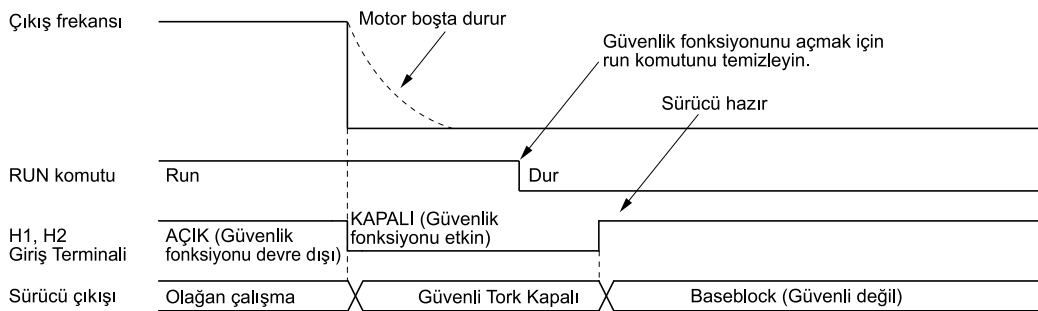 Çıkış frekansı
Motor boşta durur
Güvenlik fonksiyonunu açmak için
run komutunu temizleyin.
Sürücü hazır
RUN komutu
Run
Dur
H1, H2
Giriş Terminali
AÇIK (Güvenlik
fonksiyonu devre dışı)
KAPALI (Güvenlik
fonksiyonu etkin)
Sürücü çıkışı
Olağan çalışma
Güvenli Tork Kapalı
Baseblock (Güvenli değil)